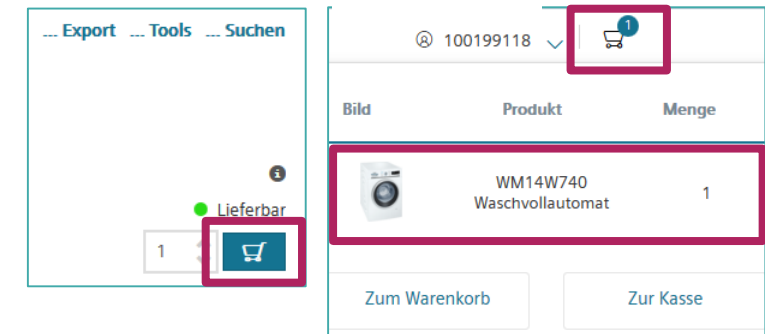 ... Export ... Tools ... Suchen
Lieferbar
1
100199118
1
Bild Produkt Menge
WM14W740
Waschvollautomat
1
Zum Warenkorb Zur Kasse